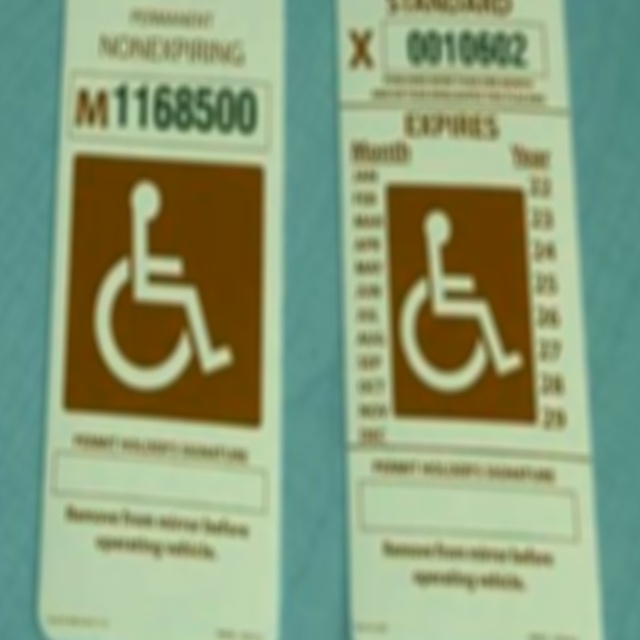 PERMANENT
NONEXPIRING
M1168500
PERMIT HOLDER'S SIGNATURE
Remove from mirror before
operating vehicle.
STANDARD
X 0010602
EXPIRES
Month Year
JAN 22
FEB 23
MAR 24
APR 25
MAY 26
JUN 27
JUL 28
AUG 29
SEP
OCT
NOV
DEC
PERMIT HOLDER'S SIGNATURE
Remove from mirror before
operating vehicle.